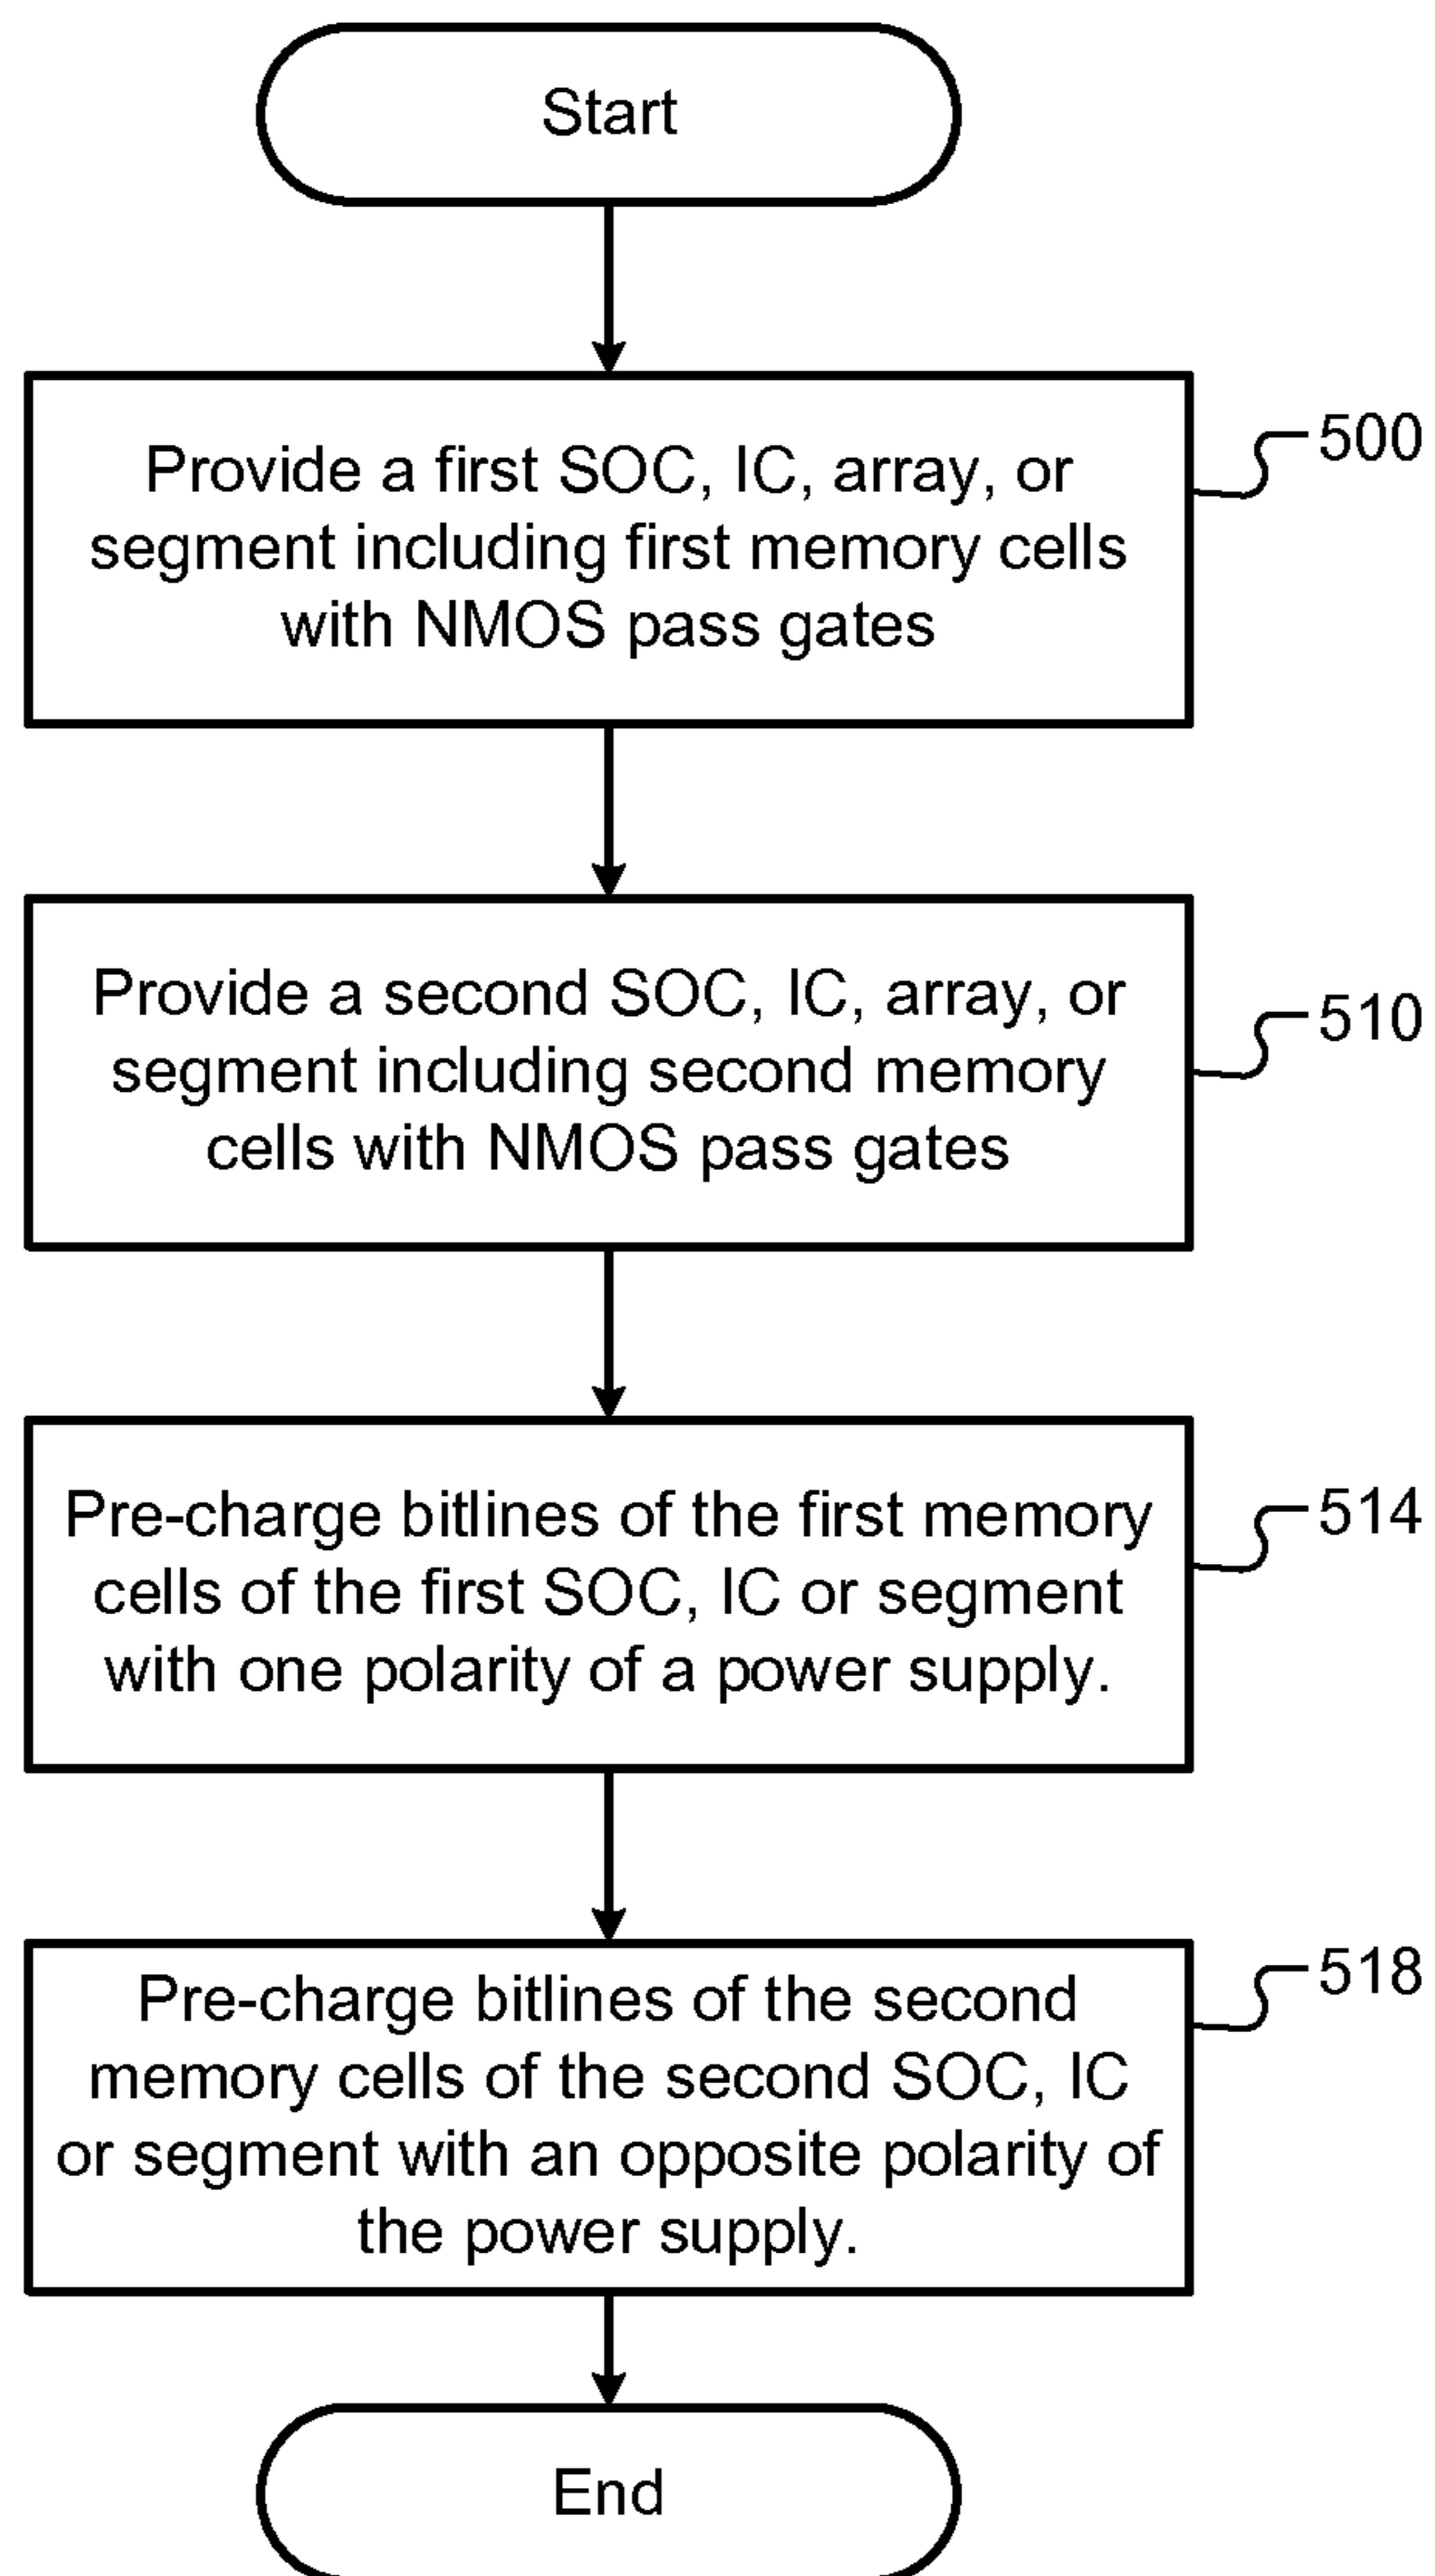 Start
Provide a first SOC, IC, array, or
segment including first memory cells
with NMOS pass gates
500
Provide a second SOC, IC, array, or
segment including second memory
cells with NMOS pass gates
510
Pre-charge bitlines of the first memory
cells of the first SOC, IC or segment
with one polarity of a power supply.
514
Pre-charge bitlines of the second
memory cells of the second SOC, IC
or segment with an opposite polarity of
the power supply.
518
End